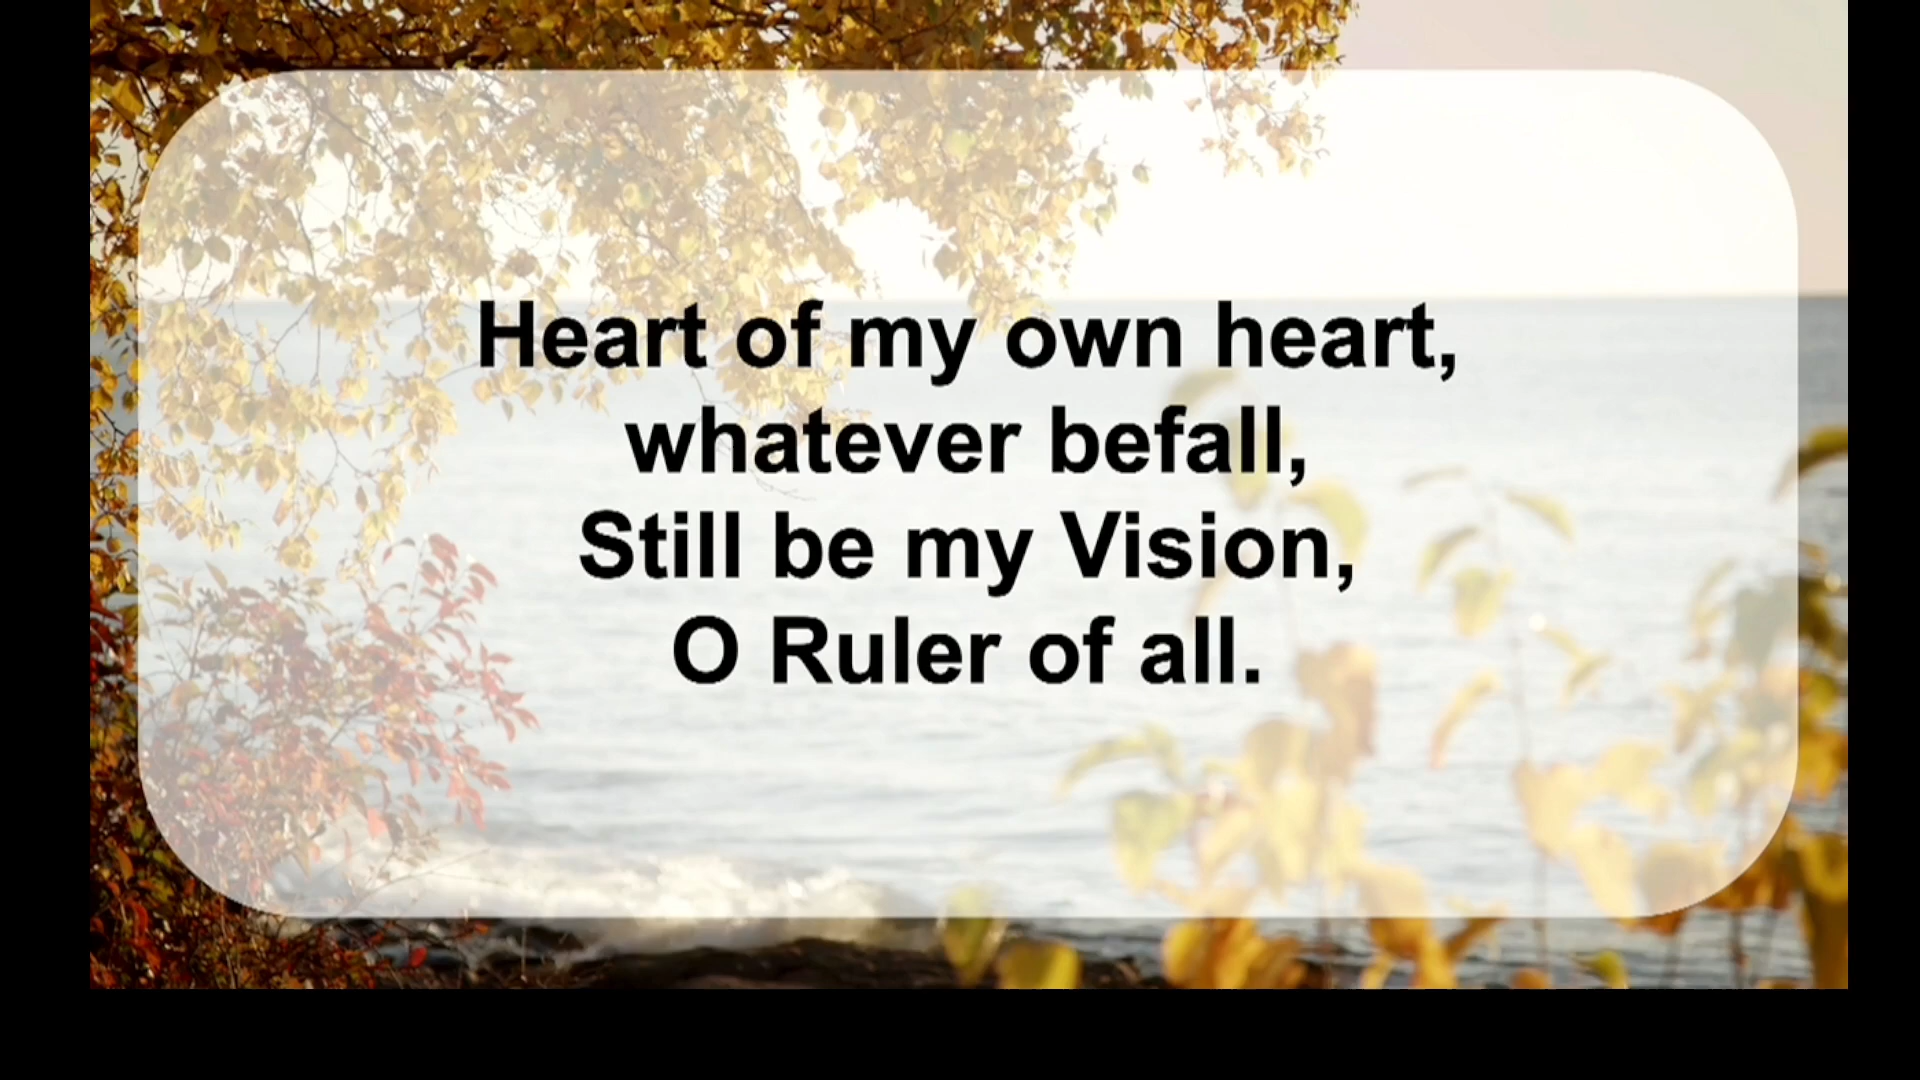 Heart of my own heart,
whatever befall,
Still be my Vision,
O Ruler of all.